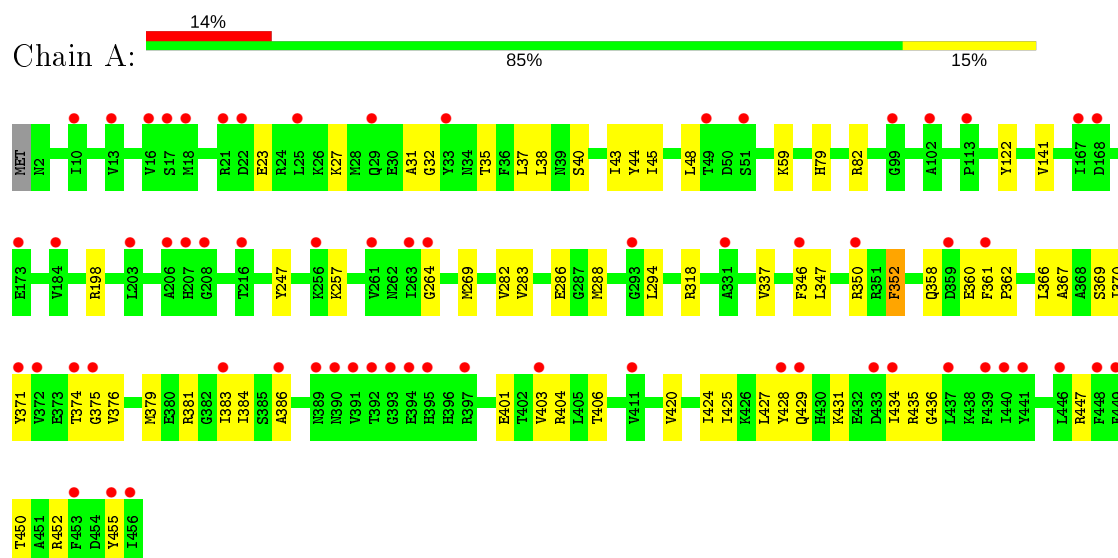 14%
Chain A:
85% 15%
MET N2 I10 V13 V16 S17 M18 R21 D22 E23 R24 L25 K26 K27 M28 Q29 E30 A31 G32 Y33 N34 T35 F36 L37 L38 N39 S40 I43 Y44 I45 L48 T49 D50 S51 K59 H79 R82 G99 A102 P113 Y122 V141 I167 D168
E173 V184 R198 L203 A206 H207 G208 T216 Y247 K256 K257 V261 N262 I263 G264 M269 V282 V283 E286 G287 M288 G293 L294 R318 A331 V337 F346 L347 R350 R351 F352 Q358 D359 E360 F361 P362 L366 A367 A368 S369 I370
Y371 V372 E373 T374 G375 V376 M379 E380 R381 G382 I383 I384 S385 A386 N389 N390 V391 T392 G393 E394 H395 H396 R397 E401 T402 V403 R404 L405 T406 V411 V420 I424 I425 K426 L427 Y428 Q429 H430 K431 E432 D433 I434 R435 G436 L437 K438 F439 I440 Y441 L446 R447 F448
T450 A451 R452 F453 D454 Y455 I456